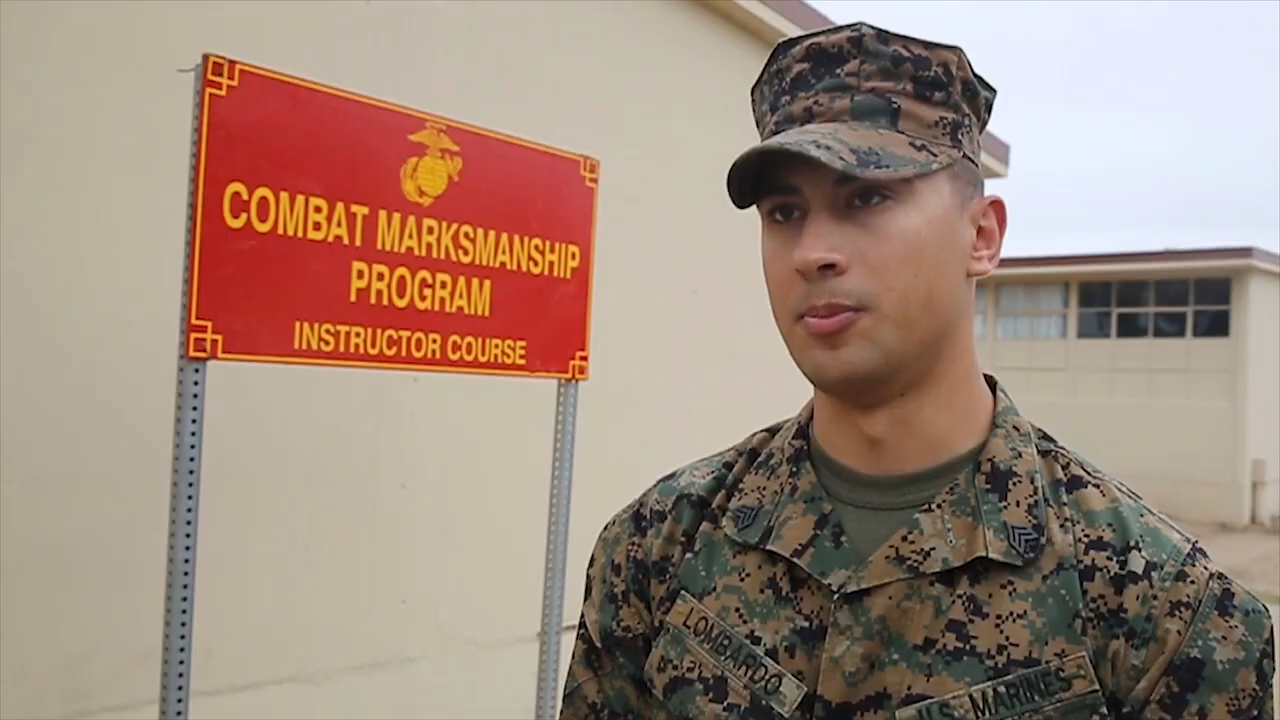 COMBAT MARKSMANSHIP
PROGRAM
INSTRUCTOR COURSE
LOMBARDO
U.S. MARINES